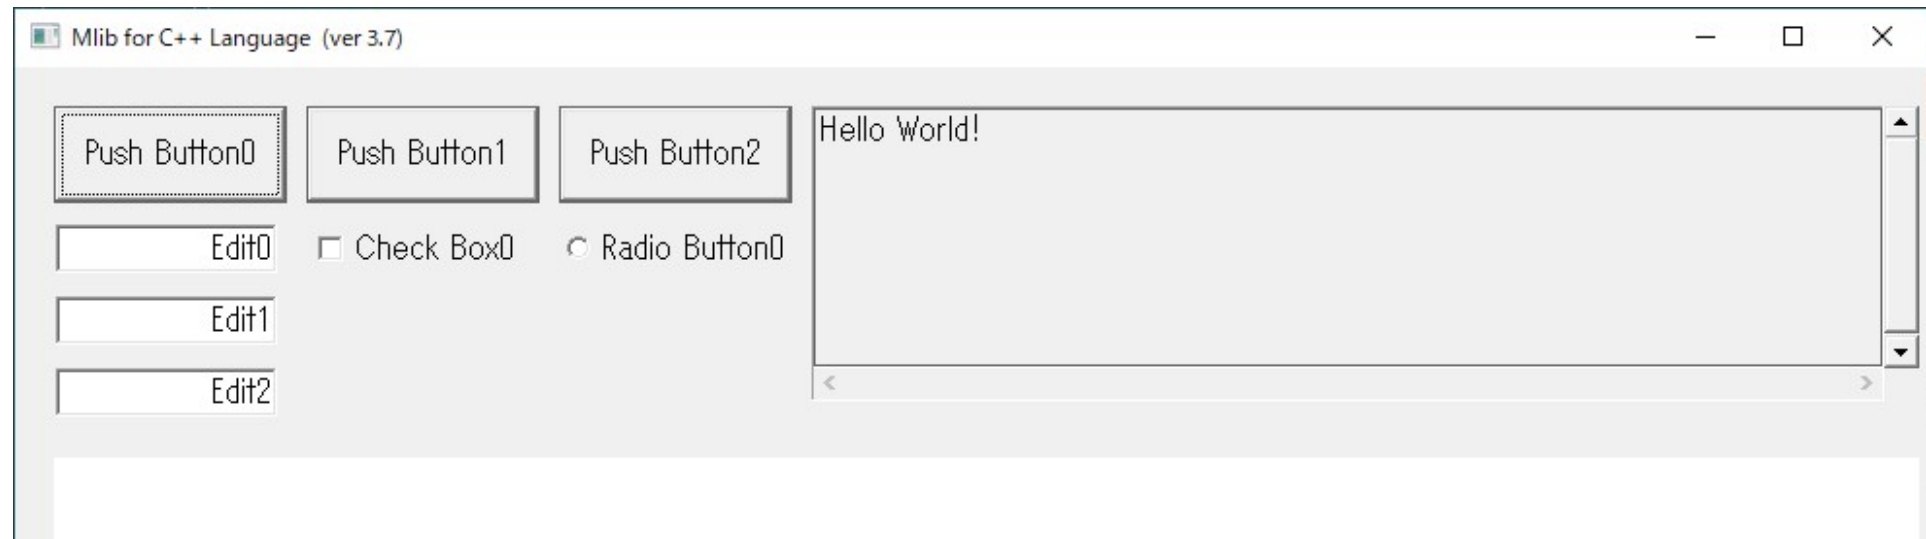 Mlib for C++ Language (ver 3.7)
Push Button0
Push Button1
Push Button2
Hello World!
Edit0
Check Box0
Radio Button0
Edit1
Edit2